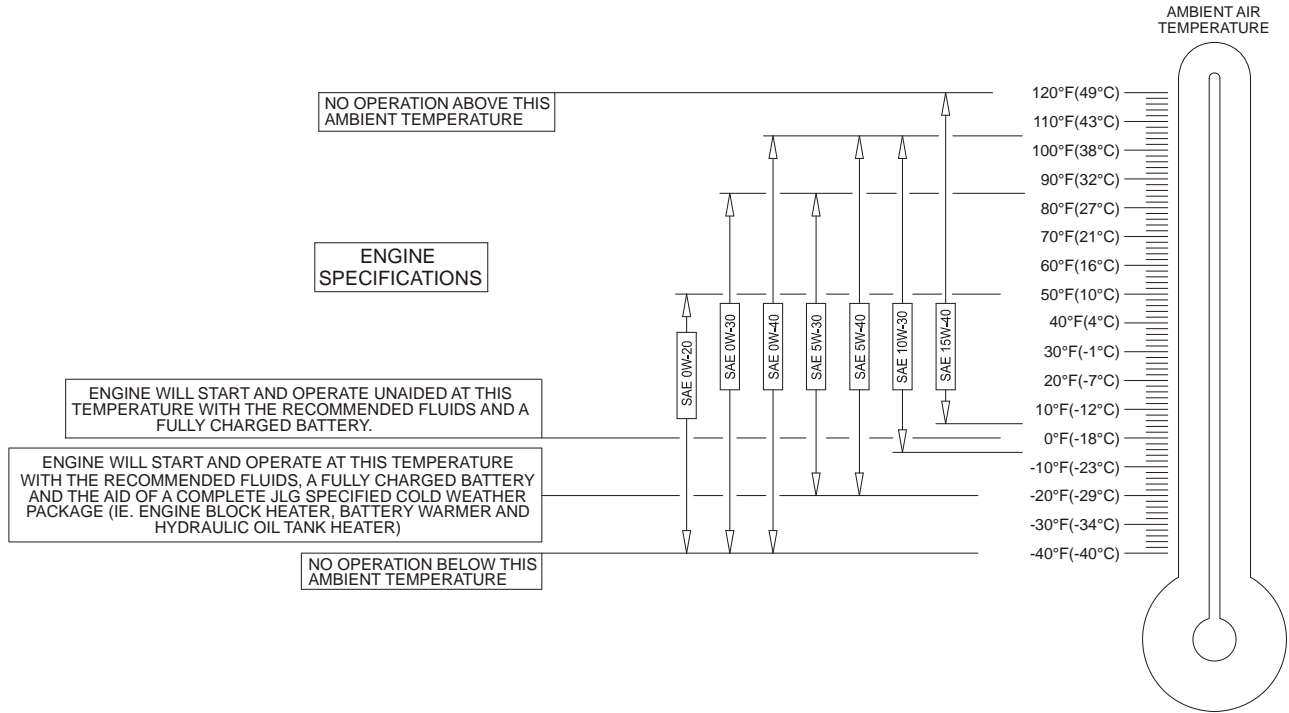 AMBIENT AIR
TEMPERATURE
NO OPERATION ABOVE THIS
AMBIENT TEMPERATURE
120°F(49°C)
110°F(43°C)
100°F(38°C)
90°F(32°C)
80°F(27°C)
70°F(21°C)
60°F(16°C)
50°F(10°C)
40°F(4°C)
30°F(-1°C)
20°F(-7°C)
10°F(-12°C)
0°F(-18°C)
-10°F(-23°C)
-20°F(-29°C)
-30°F(-34°C)
-40°F(-40°C)
ENGINE
SPECIFICATIONS
SAE 0W-20
SAE 0W-30
SAE 0W-40
SAE 5W-30
SAE 5W-40
SAE 10W-30
SAE 15W-40
ENGINE WILL START AND OPERATE UNAIDED AT THIS
TEMPERATURE WITH THE RECOMMENDED FLUIDS AND A
FULLY CHARGED BATTERY.
ENGINE WILL START AND OPERATE AT THIS TEMPERATURE
WITH THE RECOMMENDED FLUIDS, A FULLY CHARGED BATTERY
AND THE AID OF A COMPLETE JLG SPECIFIED COLD WEATHER
PACKAGE (IE. ENGINE BLOCK HEATER, BATTERY WARMER AND
HYDRAULIC OIL TANK HEATER)
NO OPERATION BELOW THIS
AMBIENT TEMPERATURE